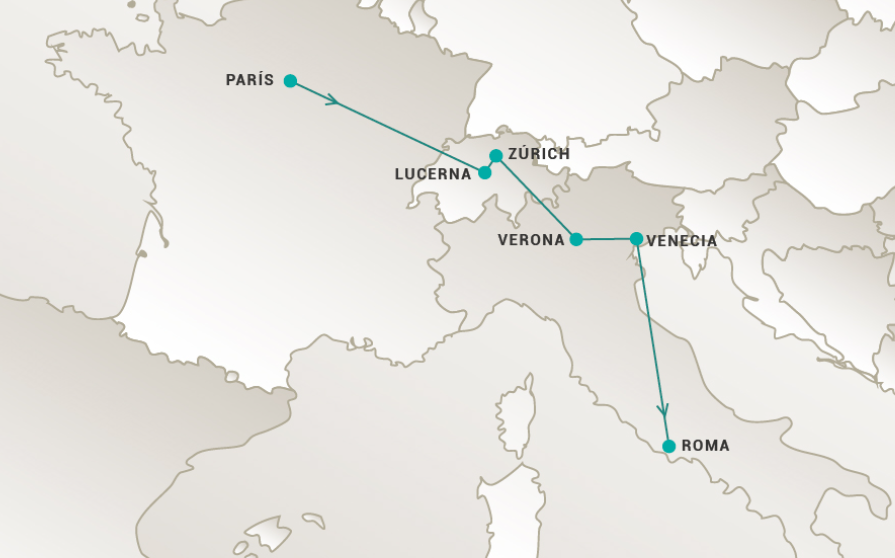 PARÍS
ZÚRICH
LUCERNA
VERONA
VENECIA
ROMA